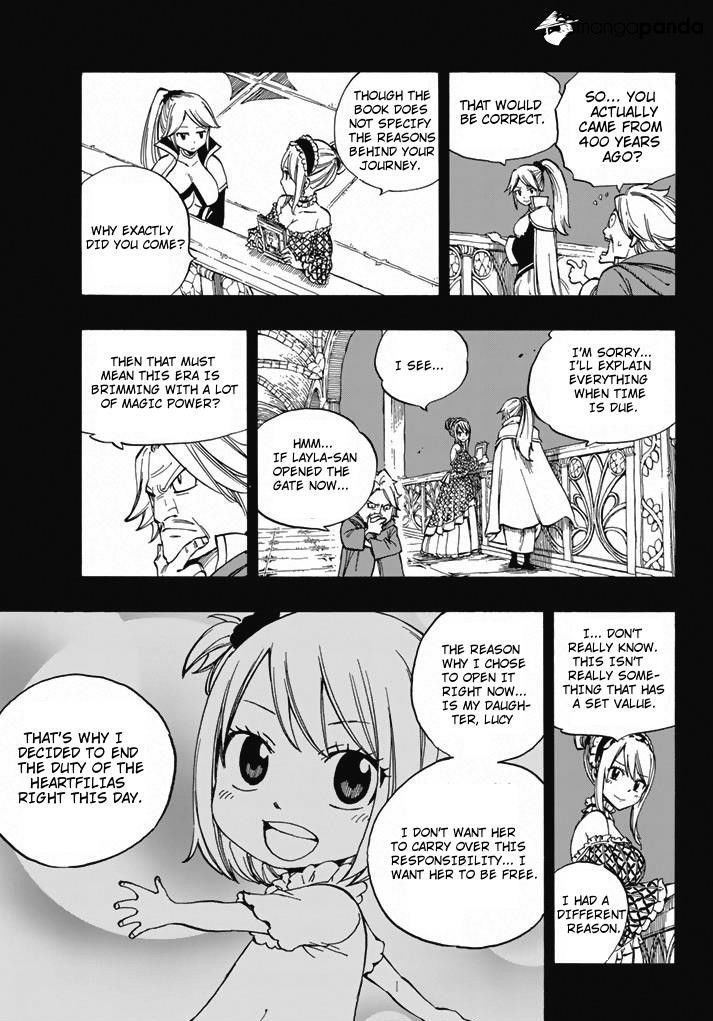 mangapanda
SO... YOU
ACTUALLY
CAME FROM
400 YEARS
AGO?
THAT WOULD
BE CORRECT.
THOUGH THE
BOOK DOES
NOT SPECIFY
THE REASONS
BEHIND YOUR
JOURNEY.
WHY EXACTLY
DID YOU COME?
I'M SORRY...
I'LL EXPLAIN
EVERYTHING
WHEN TIME
IS DUE.
I SEE...
HMM...
IF LAYLA-SAN
OPENED THE
GATE NOW...
THEN THAT MUST
MEAN THIS ERA IS
BRIMMING WITH A LOT
OF MAGIC POWER?
I... DON'T
REALLY KNOW.
THIS ISN'T
REALLY SOME-
THING THAT HAS
A SET VALUE.
I HAD A
DIFFERENT
REASON.
THE REASON
WHY I CHOSE
TO OPEN IT
RIGHT NOW...
IS MY DAUGH-
TER, LUCY
I DON'T WANT HER
TO CARRY OVER THIS
RESPONSIBILITY... I
WANT HER TO BE FREE.
THAT'S WHY I
DECIDED TO END
THE DUTY OF THE
HEARTFILIAS
RIGHT THIS DAY.